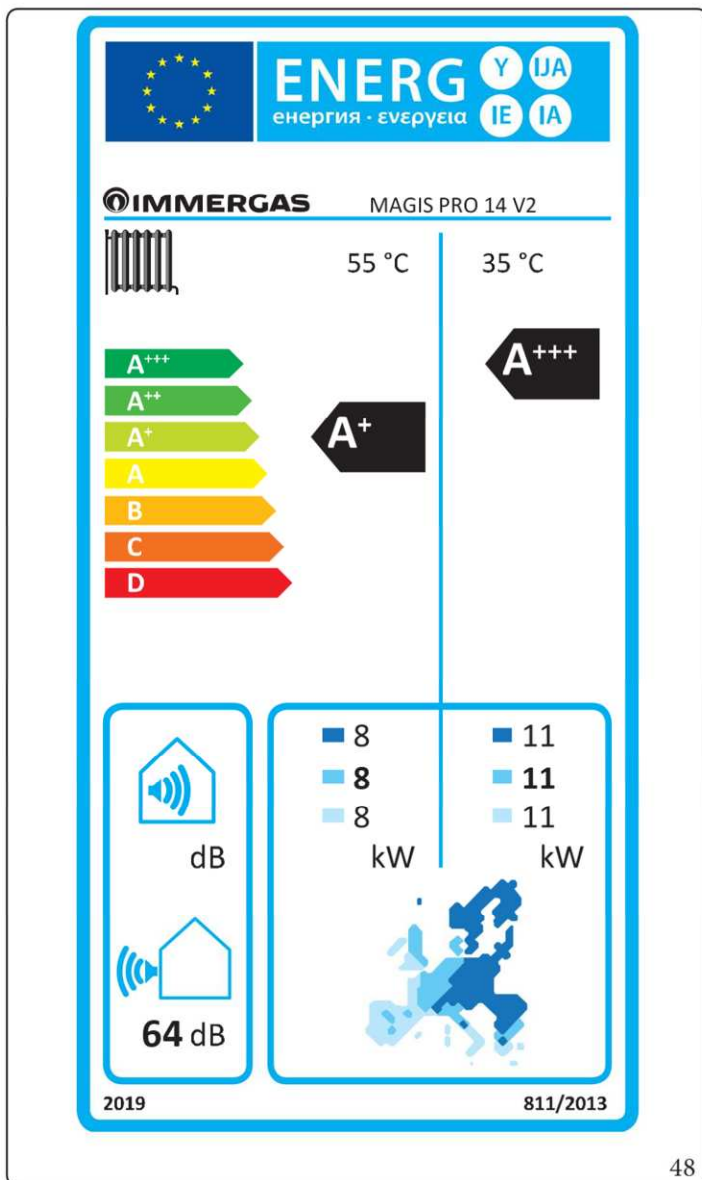 ENERG Y IJA
енергия · ενεργεια IE IA
IMMERGAS MAGIS PRO 14 V2
55 °C 35 °C
A+++
A++
A+
A
B
C
D
A+
A+++
dB
64 dB
8 11
8 11
8 11
kW kW
2019 811/2013
48